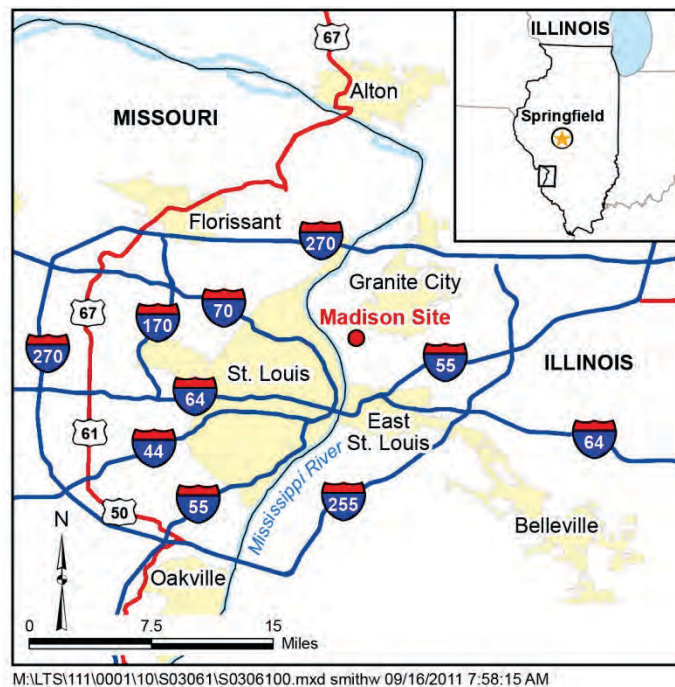 67
ILLINOIS
Alton
MISSOURI
Springfield
Florissant
270
Granite City
67
170
70
Madison Site
270
55
ILLINOIS
St. Louis
64
61
44
East
St. Louis
64
55
255
Mississippi River
50
N
Belleville
Oakville
0 7.5 15
Miles
M:\LTS\111\0001\10\S03061\S0306100.mxd smithw 09/16/2011 7:58:15 AM